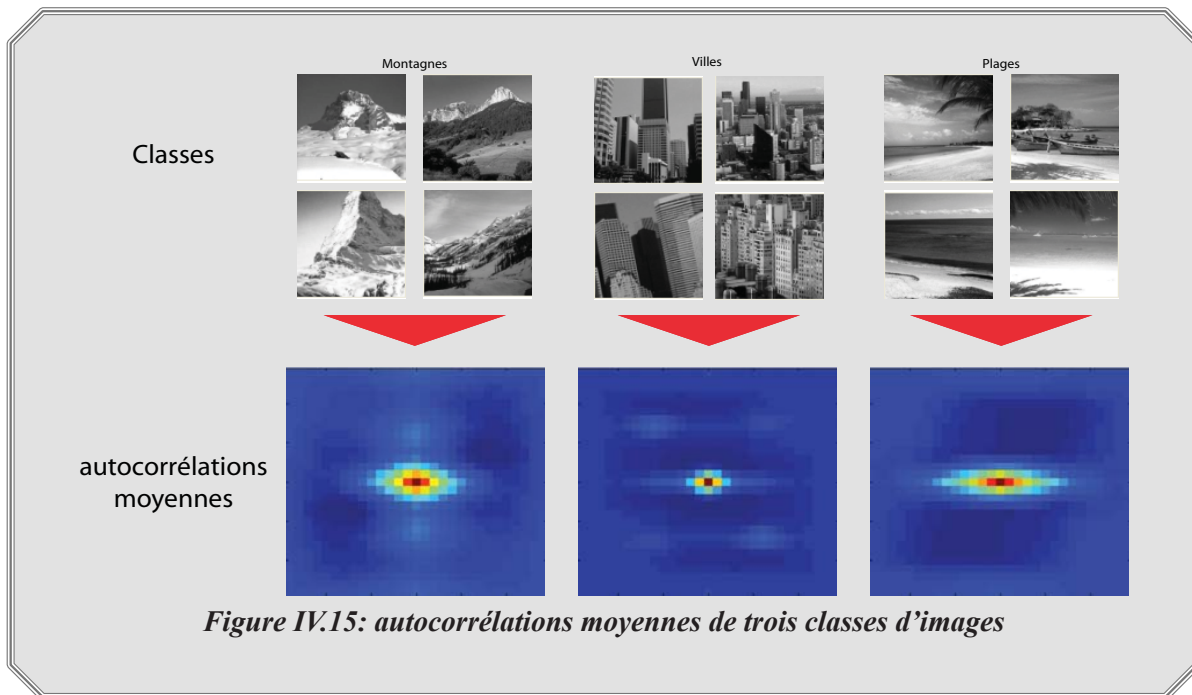 Montagnes
Villes
Plages
Classes
autocorrélations
moyennes
Figure IV.15: autocorrélations moyennes de trois classes d'images